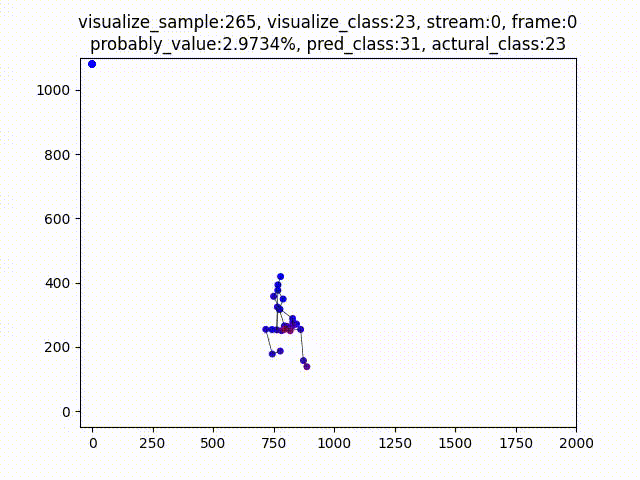 visualize_sample:265, visualize_class:23, stream:0, frame:0
probably_value:2.9734%, pred_class:31, actural_class:23
1000
800
600
400
200
0
0 250 500 750 1000 1250 1500 1750 2000